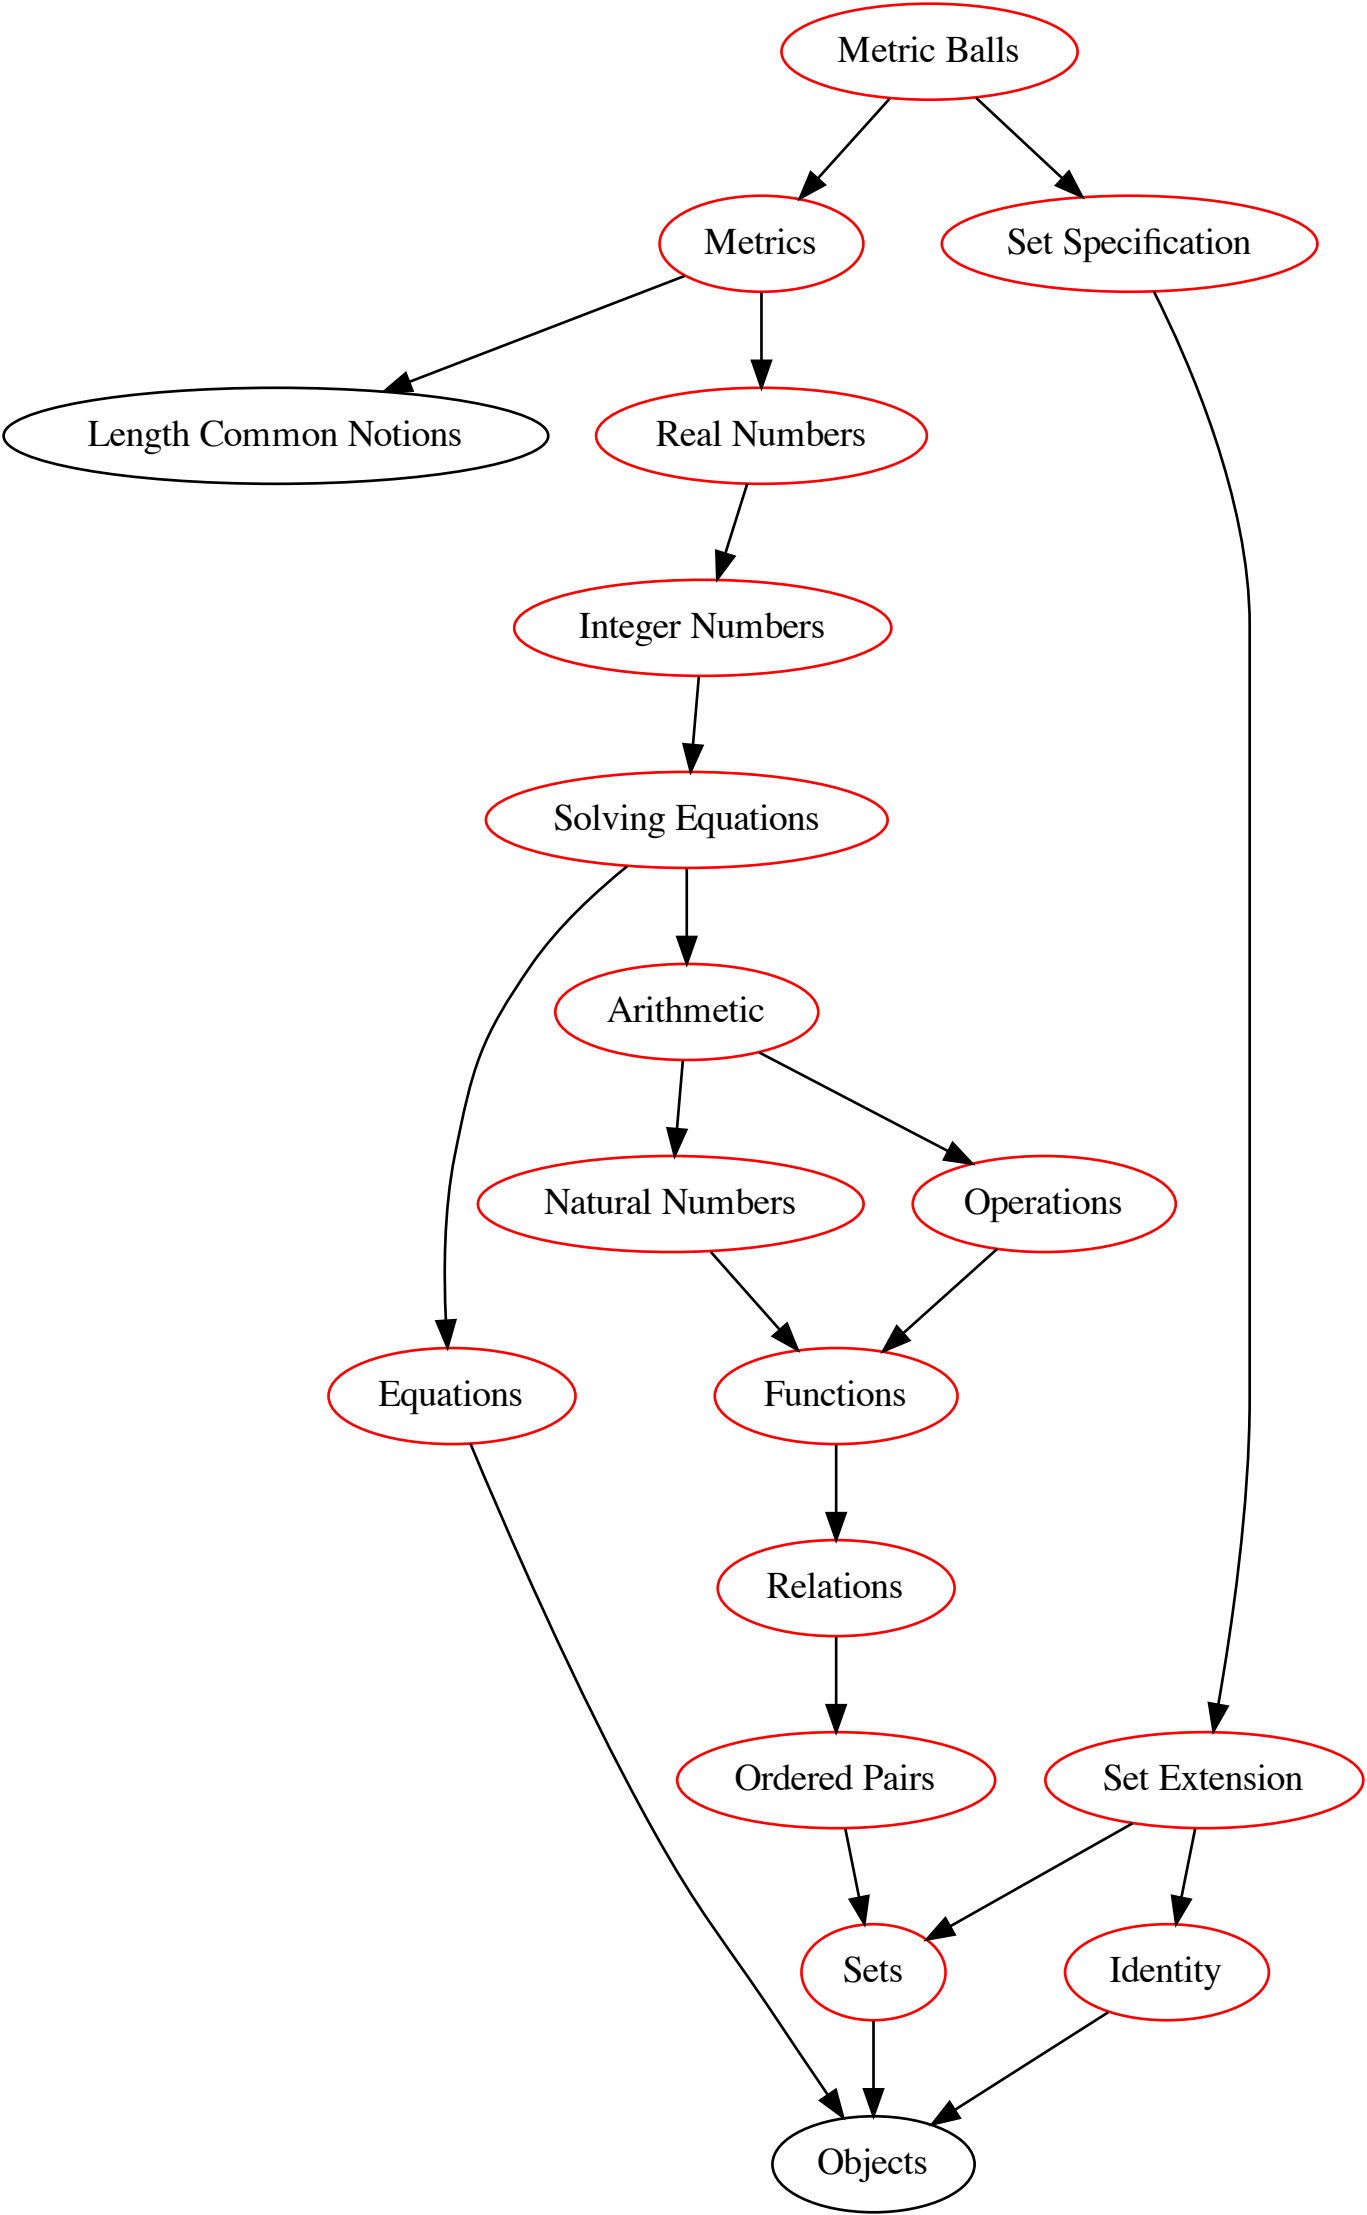 Metric Balls
Metrics
Set Specification
Length Common Notions
Real Numbers
Integer Numbers
Solving Equations
Arithmetic
Natural Numbers
Operations
Equations
Functions
Relations
Ordered Pairs
Set Extension
Sets
Identity
Objects